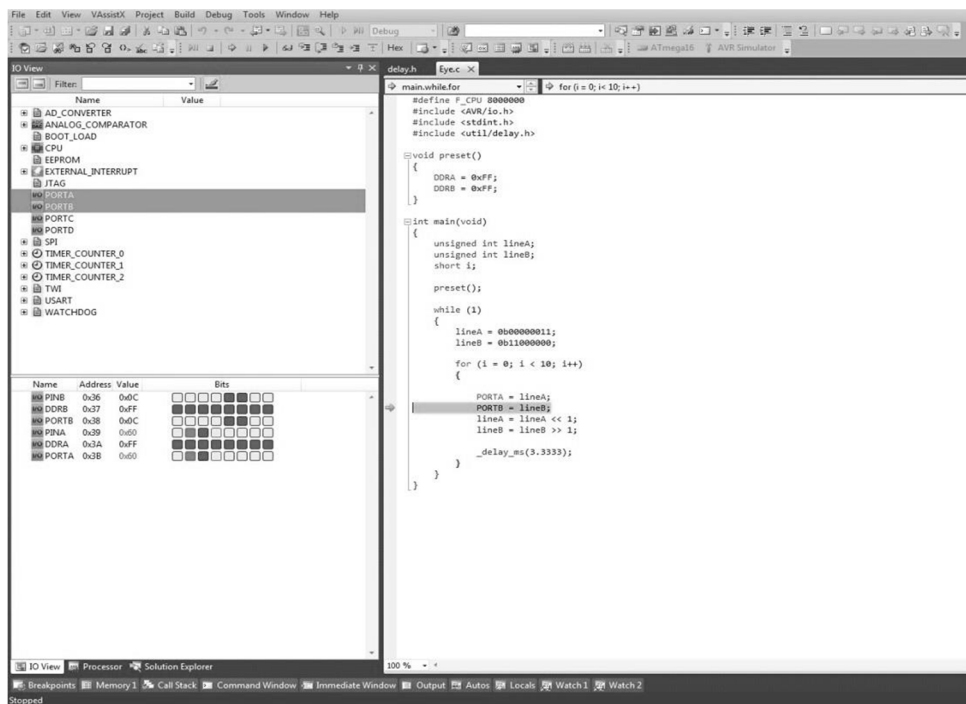 File Edit View VAssistX Project Build Debug Tools Window Help
Debug
Hex ATmega16 AVR Simulator
IO View
Filter:
Name Value
AD_CONVERTER
ANALOG_COMPARATOR
BOOT_LOAD
CPU
EEPROM
EXTERNAL_INTERRUPT
JTAG
PORTA
PORTB
PORTC
PORTD
SPI
TIMER_COUNTER_0
TIMER_COUNTER_1
TIMER_COUNTER_2
TWI
USART
WATCHDOG
Name Address Value Bits
PINB 0x36 0x0C
DDRB 0x37 0xFF
PORTB 0x38 0x0C
PINA 0x39 0x60
DDRA 0x3A 0xFF
PORTA 0x3B 0x60
IO View Processor Solution Explorer
delay.h Eye.c
main.while.for for (i = 0; i< 10; i++)
#define F_CPU 8000000
#include <AVR/io.h>
#include <stdint.h>
#include <util/delay.h>
void preset()
{
DDRA = 0xFF;
DDRB = 0xFF;
}
int main(void)
{
unsigned int lineA;
unsigned int lineB;
short i;
preset();
while (1)
{
lineA = 0b00000011;
lineB = 0b11000000;
for (i = 0; i < 10; i++)
{
PORTA = lineA;
PORTB = lineB;
lineA = lineA << 1;
lineB = lineB >> 1;
_delay_ms(3.3333);
}
}
}
100 %
Breakpoints Memory 1 Call Stack Command Window Immediate Window Output Autos Locals Watch 1 Watch 2
Stopped